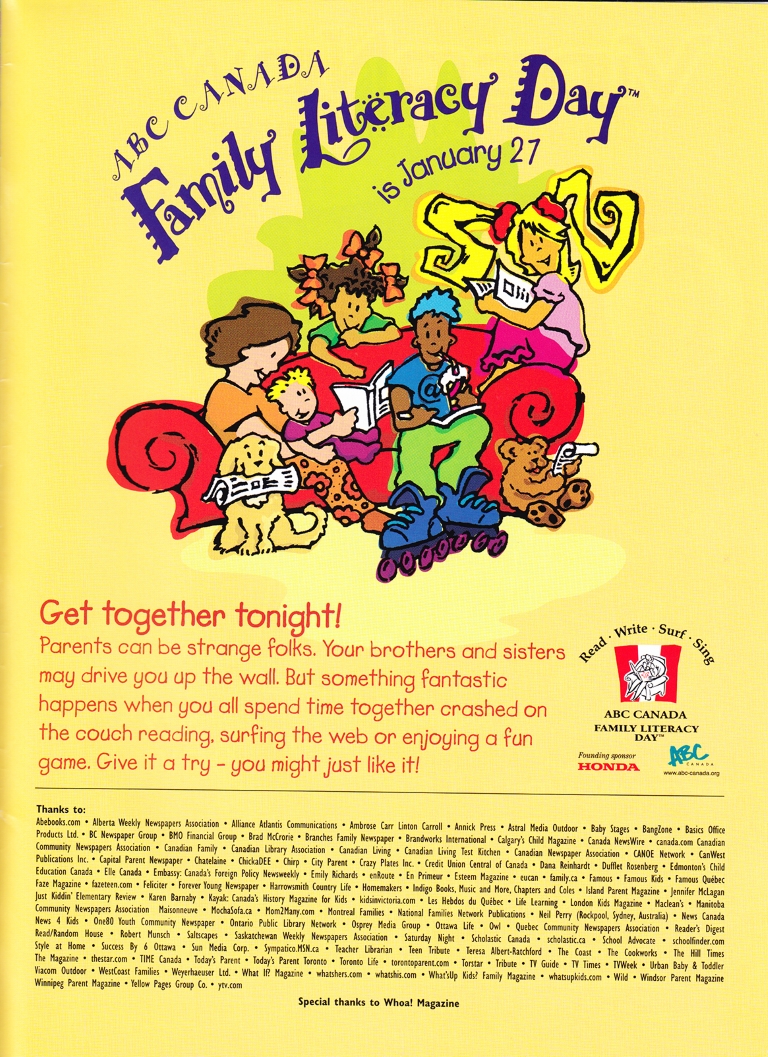 ABC CANADA
Family Literacy Day™
is January 27
@
Get together tonight!
Parents can be strange folks. Your brothers and sisters
may drive you up the wall. But something fantastic
happens when you all spend time together crashed on
the couch reading, surfing the web or enjoying a fun
game. Give it a try – you might just like it!
Read · Write · Surf · Sing
ABC CANADA
FAMILY LITERACY
DAY™
Founding sponsor
HONDA
ABC
CANADA
www.abc-canada.org
Thanks to:
Abebooks.com • Alberta Weekly Newspapers Association • Alliance Atlantis Communications • Ambrose Carr Linton Carroll • Annick Press • Astral Media Outdoor • Baby Stages • BangZone • Basics Office
Products Ltd. • BC Newspaper Group • BMO Financial Group • Brad McCrorie • Branches Family Newspaper • Brandworks International • Calgary's Child Magazine • Canada NewsWire • canada.com Canadian
Community Newspapers Association • Canadian Family • Canadian Library Association • Canadian Living • Canadian Living Test Kitchen • Canadian Newspaper Association • CANOE Network • CanWest
Publications Inc. • Capital Parent Newspaper • Chatelaine • ChickaDEE • Chirp • City Parent • Crazy Plates Inc. • Credit Union Central of Canada • Dana Reinhardt • Dufflet Rosenberg • Edmonton's Child
Education Canada • Elle Canada • Embassy: Canada's Foreign Policy Newsweekly • Emily Richards • enRoute • En Primeur • Esteem Magazine • eucan • family.ca • Famous • Famous Kids • Famous Québec
Faze Magazine • fazeteen.com • Feliciter • Forever Young Newspaper • Harrowsmith Country Life • Homemakers • Indigo Books, Music and More, Chapters and Coles • Island Parent Magazine • Jennifer McLagan
Just Kiddin' Elementary Review • Karen Barnaby • Kayak: Canada's History Magazine for Kids • kidsinvictoria.com • Les Hebdos du Québec • Life Learning • London Kids Magazine • Maclean's • Manitoba
Community Newspapers Association Maisonneuve • MochaSofa.ca • Mom2Many.com • Montreal Families • National Families Network Publications • Neil Perry (Rockpool, Sydney, Australia) • News Canada
News 4 Kids • One80 Youth Community Newspaper • Ontario Public Library Network • Osprey Media Group • Ottawa Life • Owl • Quebec Community Newspapers Association • Reader's Digest
Read/Random House • Robert Munsch • Saltscapes • Saskatchewan Weekly Newspapers Association • Saturday Night • Scholastic Canada • scholastic.ca • School Advocate • schoolfinder.com
Style at Home • Success By 6 Ottawa • Sun Media Corp. • Sympatico.MSN.ca • Teacher Librarian • Teen Tribute • Teresa Albert-Ratchford • The Coast • The Cookworks • The Hill Times
The Magazine • thestar.com • TIME Canada • Today's Parent • Today's Parent Toronto • Toronto Life • torontoparent.com • Torstar • Tribute • TV Guide • TV Times • TVWeek • Urban Baby & Toddler
Viacom Outdoor • WestCoast Families • Weyerhaeuser Ltd. • What If? Magazine • whatshers.com • whatshis.com • What'sUp Kids? Family Magazine • whatsupkids.com • Wild • Windsor Parent Magazine
Winnipeg Parent Magazine • Yellow Pages Group Co. • ytv.com
Special thanks to Whoa! Magazine